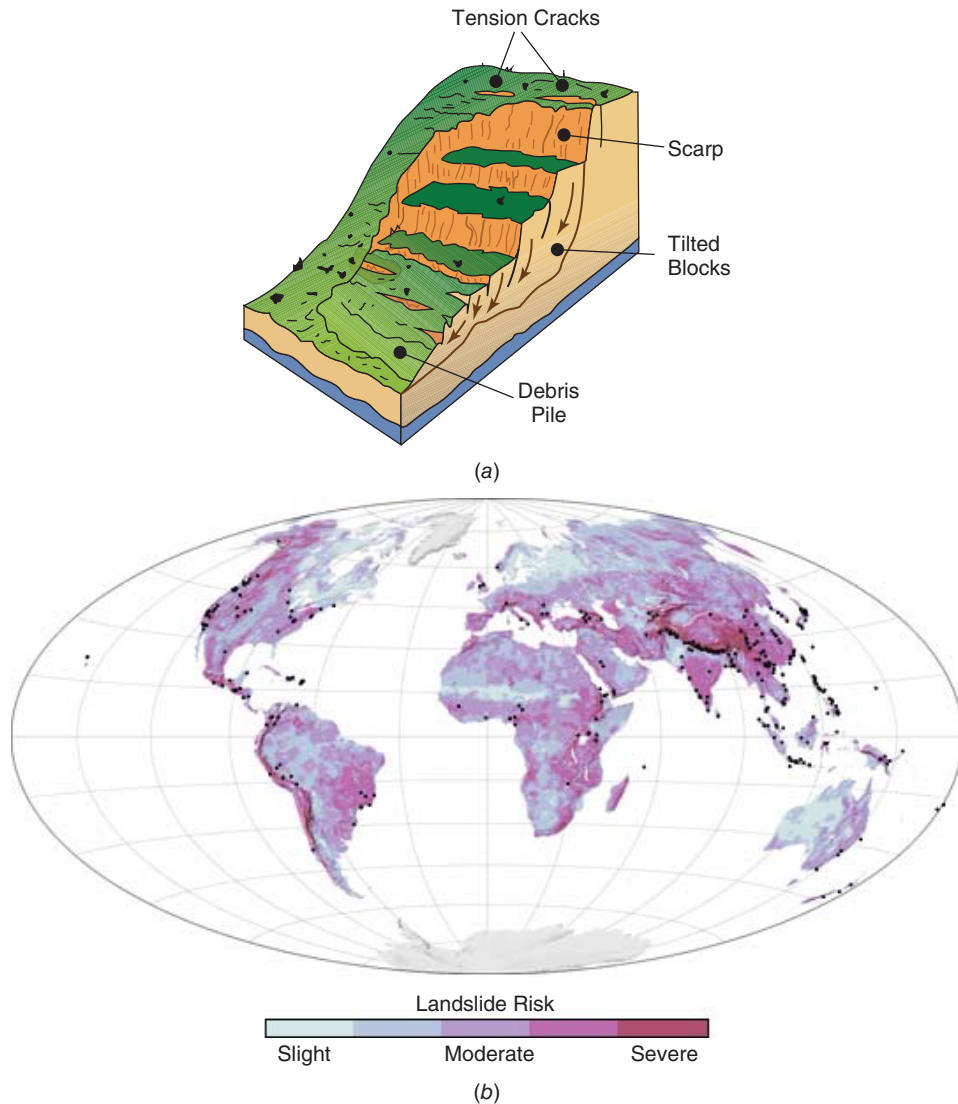 Tension Cracks
Scarp
Tilted
Blocks
Debris
Pile
(a)
Landslide Risk
Slight Moderate Severe
(b)